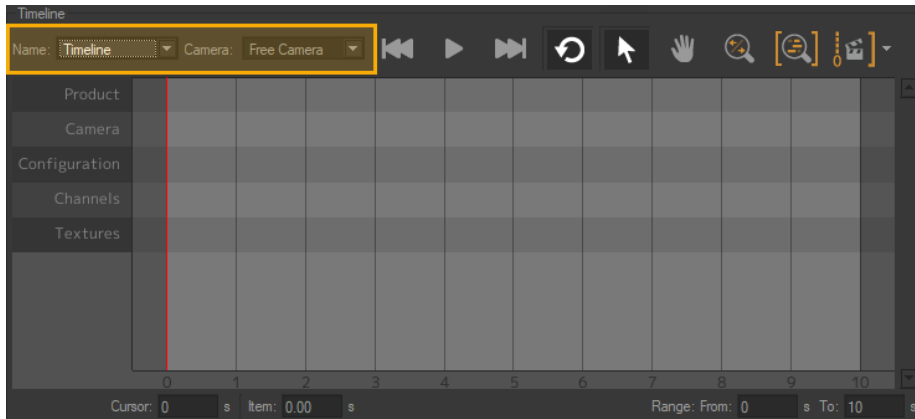 Timeline
Name: Timeline Camera: Free Camera
Product
Camera
Configuration
Channels
Textures
0 1 2 3 4 5 6 7 8 9 10
Cursor: 0 s Item: 0.00 s Range: From: 0 s To: 10 s